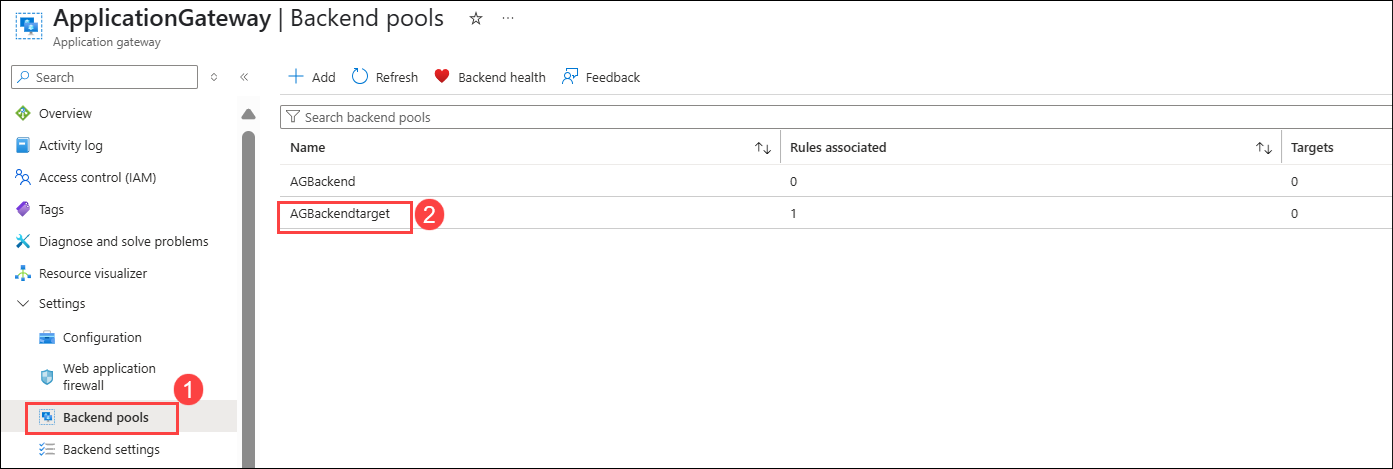 ApplicationGateway | Backend pools
Application gateway
Search
Add Refresh Backend health Feedback
Overview
Activity log
Access control (IAM)
Tags
Diagnose and solve problems
Resource visualizer
Settings
Configuration
Web application
firewall
1
Backend pools
Backend settings
Search backend pools
Name Rules associated Targets
AGBackend 0 0
AGBackendtarget 2 1 0